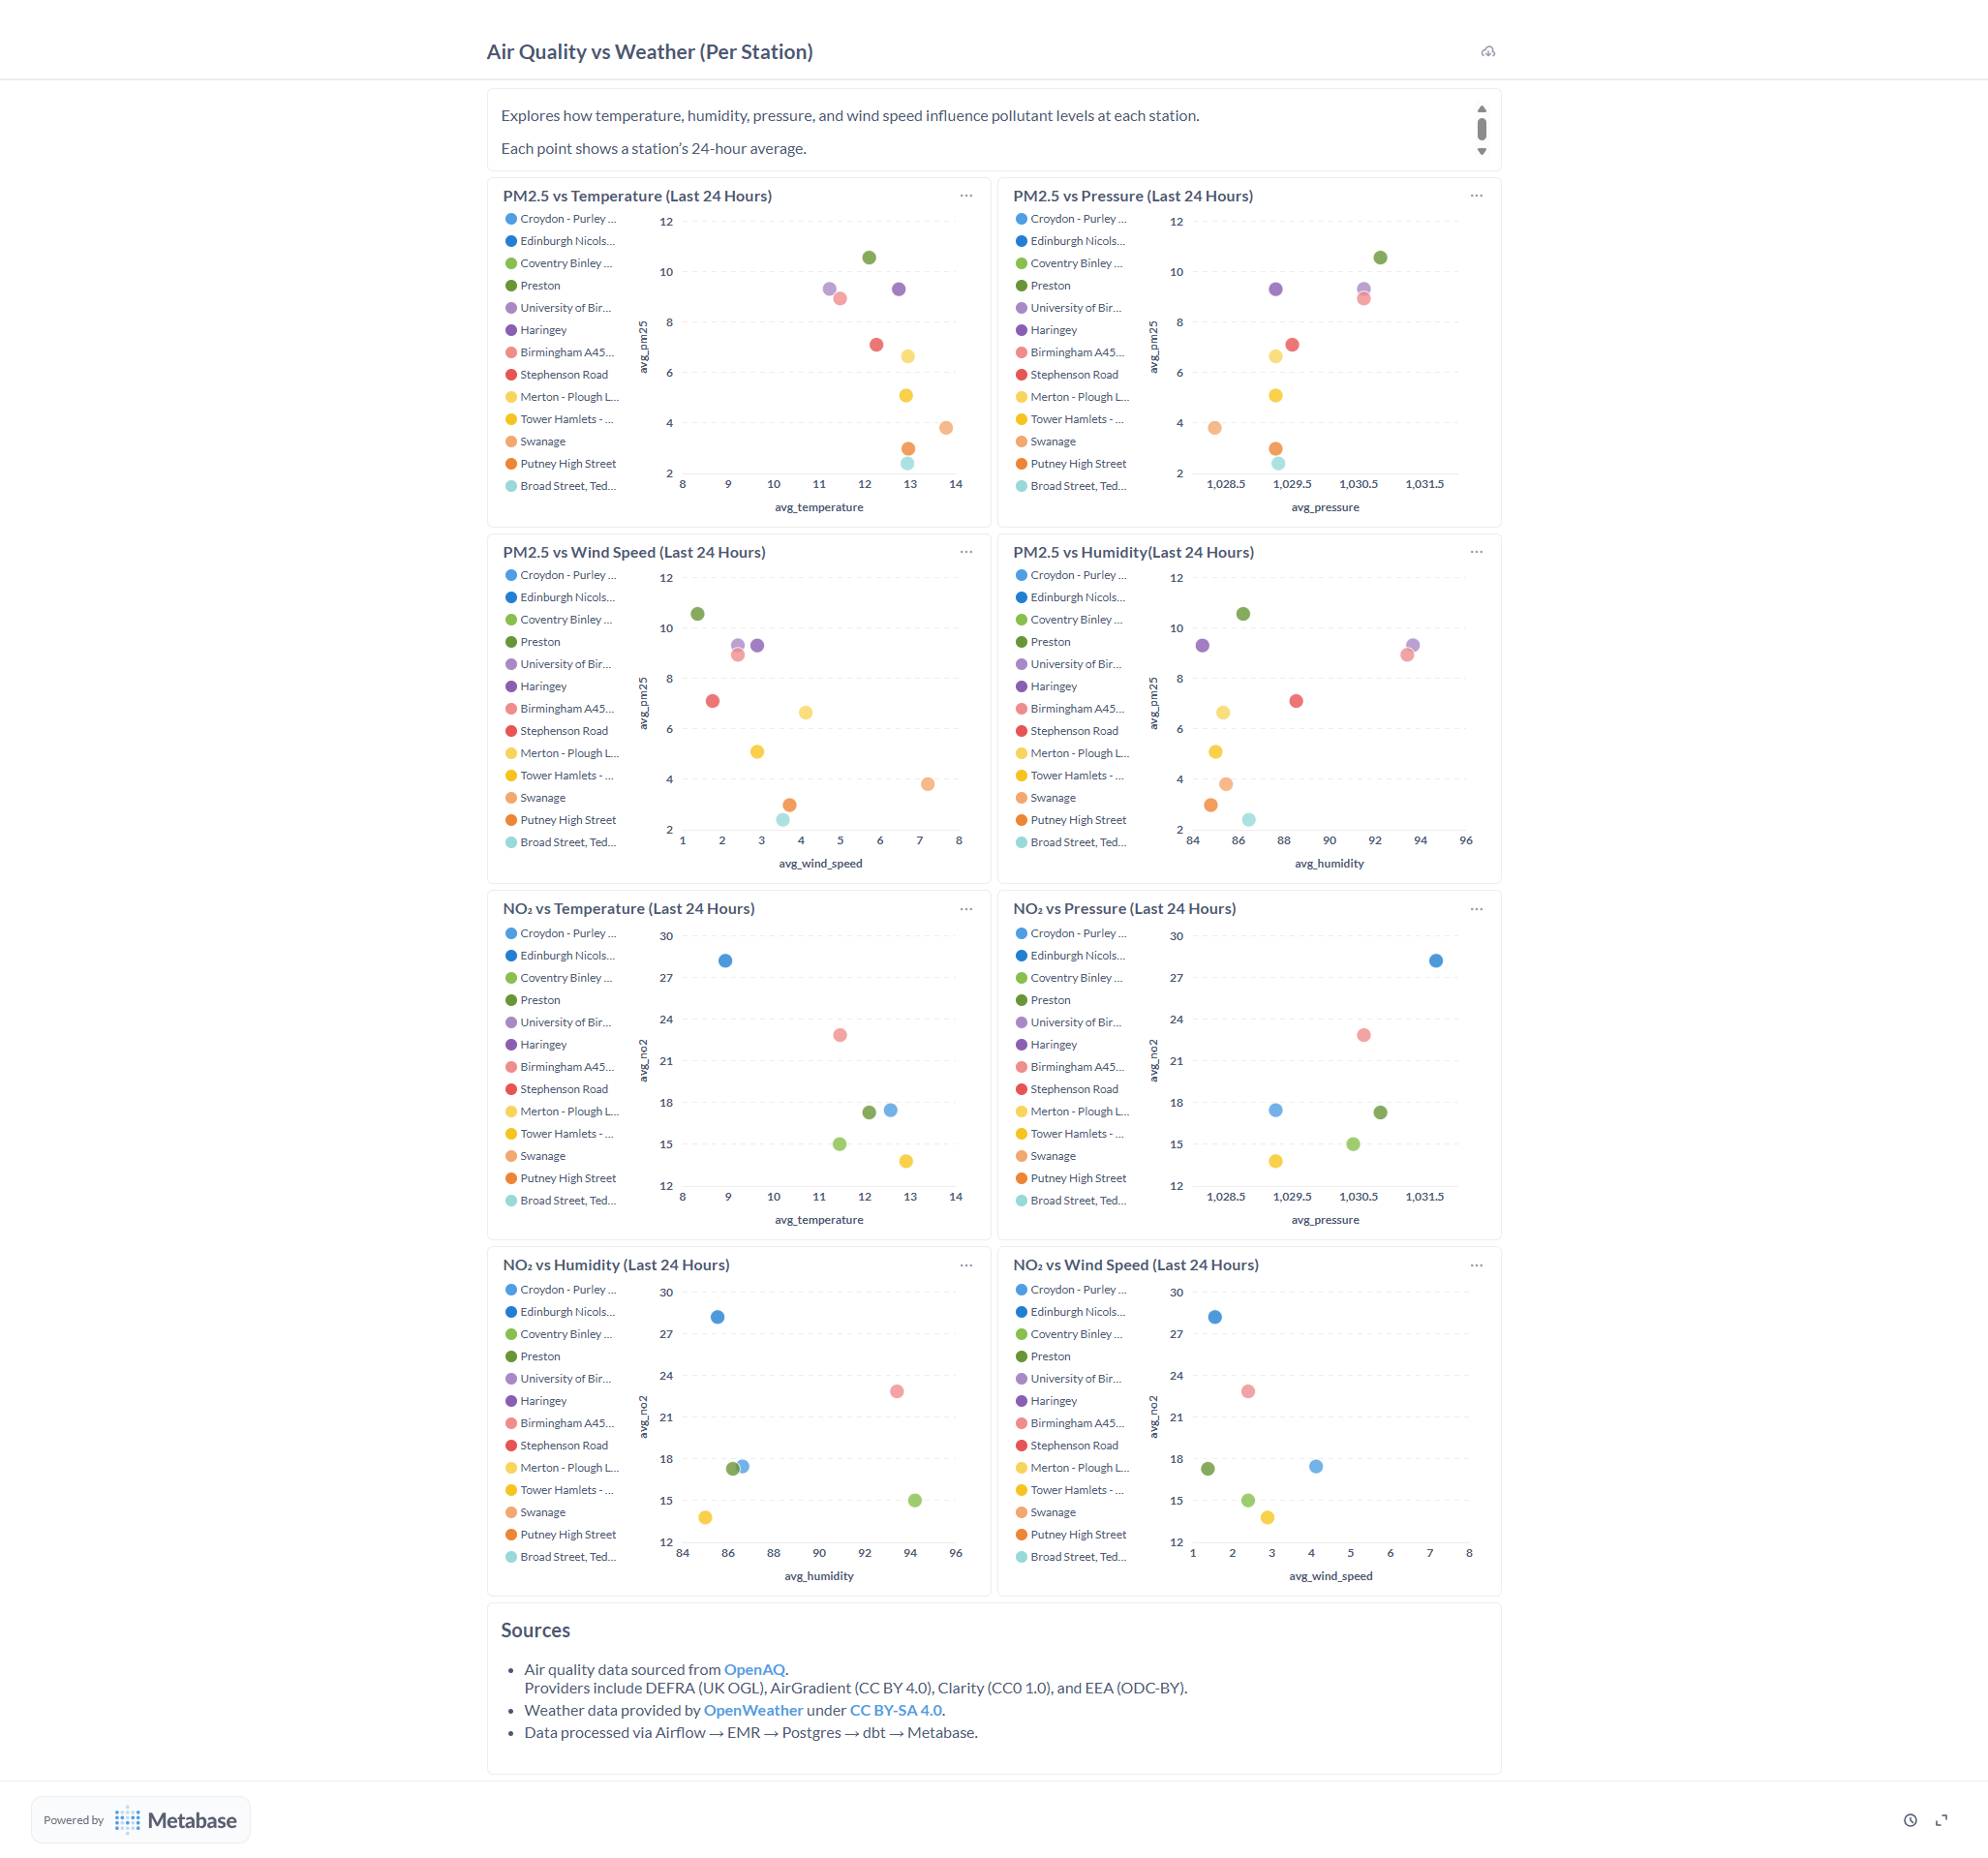 Air Quality vs Weather (Per Station)
Explores how temperature, humidity, pressure, and wind speed influence pollutant levels at each station.
Each point shows a station’s 24-hour average.
PM2.5 vs Temperature (Last 24 Hours)
Croydon - Purley ...
Edinburgh Nicols...
Coventry Binley ...
Preston
University of Bir...
Haringey
Birmingham A45...
Stephenson Road
Merton - Plough L...
Tower Hamlets - ...
Swanage
Putney High Street
Broad Street, Ted...
avg_pm25
12
10
8
6
4
2
8 9 10 11 12 13 14
avg_temperature
PM2.5 vs Pressure (Last 24 Hours)
Croydon - Purley ...
Edinburgh Nicols...
Coventry Binley ...
Preston
University of Bir...
Haringey
Birmingham A45...
Stephenson Road
Merton - Plough L...
Tower Hamlets - ...
Swanage
Putney High Street
Broad Street, Ted...
avg_pm25
12
10
8
6
4
2
1,028.5 1,029.5 1,030.5 1,031.5
avg_pressure
PM2.5 vs Wind Speed (Last 24 Hours)
Croydon - Purley ...
Edinburgh Nicols...
Coventry Binley ...
Preston
University of Bir...
Haringey
Birmingham A45...
Stephenson Road
Merton - Plough L...
Tower Hamlets - ...
Swanage
Putney High Street
Broad Street, Ted...
avg_pm25
12
10
8
6
4
2
1 2 3 4 5 6 7 8
avg_wind_speed
PM2.5 vs Humidity(Last 24 Hours)
Croydon - Purley ...
Edinburgh Nicols...
Coventry Binley ...
Preston
University of Bir...
Haringey
Birmingham A45...
Stephenson Road
Merton - Plough L...
Tower Hamlets - ...
Swanage
Putney High Street
Broad Street, Ted...
avg_pm25
12
10
8
6
4
2
84 86 88 90 92 94 96
avg_humidity
NO₂ vs Temperature (Last 24 Hours)
Croydon - Purley ...
Edinburgh Nicols...
Coventry Binley ...
Preston
University of Bir...
Haringey
Birmingham A45...
Stephenson Road
Merton - Plough L...
Tower Hamlets - ...
Swanage
Putney High Street
Broad Street, Ted...
avg_no2
30
27
24
21
18
15
12
8 9 10 11 12 13 14
avg_temperature
NO₂ vs Pressure (Last 24 Hours)
Croydon - Purley ...
Edinburgh Nicols...
Coventry Binley ...
Preston
University of Bir...
Haringey
Birmingham A45...
Stephenson Road
Merton - Plough L...
Tower Hamlets - ...
Swanage
Putney High Street
Broad Street, Ted...
avg_no2
30
27
24
21
18
15
12
1,028.5 1,029.5 1,030.5 1,031.5
avg_pressure
NO₂ vs Humidity (Last 24 Hours)
Croydon - Purley ...
Edinburgh Nicols...
Coventry Binley ...
Preston
University of Bir...
Haringey
Birmingham A45...
Stephenson Road
Merton - Plough L...
Tower Hamlets - ...
Swanage
Putney High Street
Broad Street, Ted...
avg_no2
30
27
24
21
18
15
12
84 86 88 90 92 94 96
avg_humidity
NO₂ vs Wind Speed (Last 24 Hours)
Croydon - Purley ...
Edinburgh Nicols...
Coventry Binley ...
Preston
University of Bir...
Haringey
Birmingham A45...
Stephenson Road
Merton - Plough L...
Tower Hamlets - ...
Swanage
Putney High Street
Broad Street, Ted...
avg_no2
30
27
24
21
18
15
12
1 2 3 4 5 6 7 8
avg_wind_speed
Sources
• Air quality data sourced from OpenAQ.
Providers include DEFRA (UK OGL), AirGradient (CC BY 4.0), Clarity (CC0 1.0), and EEA (ODC-BY).
• Weather data provided by OpenWeather under CC BY-SA 4.0.
• Data processed via Airflow → EMR → Postgres → dbt → Metabase.
Powered by Metabase